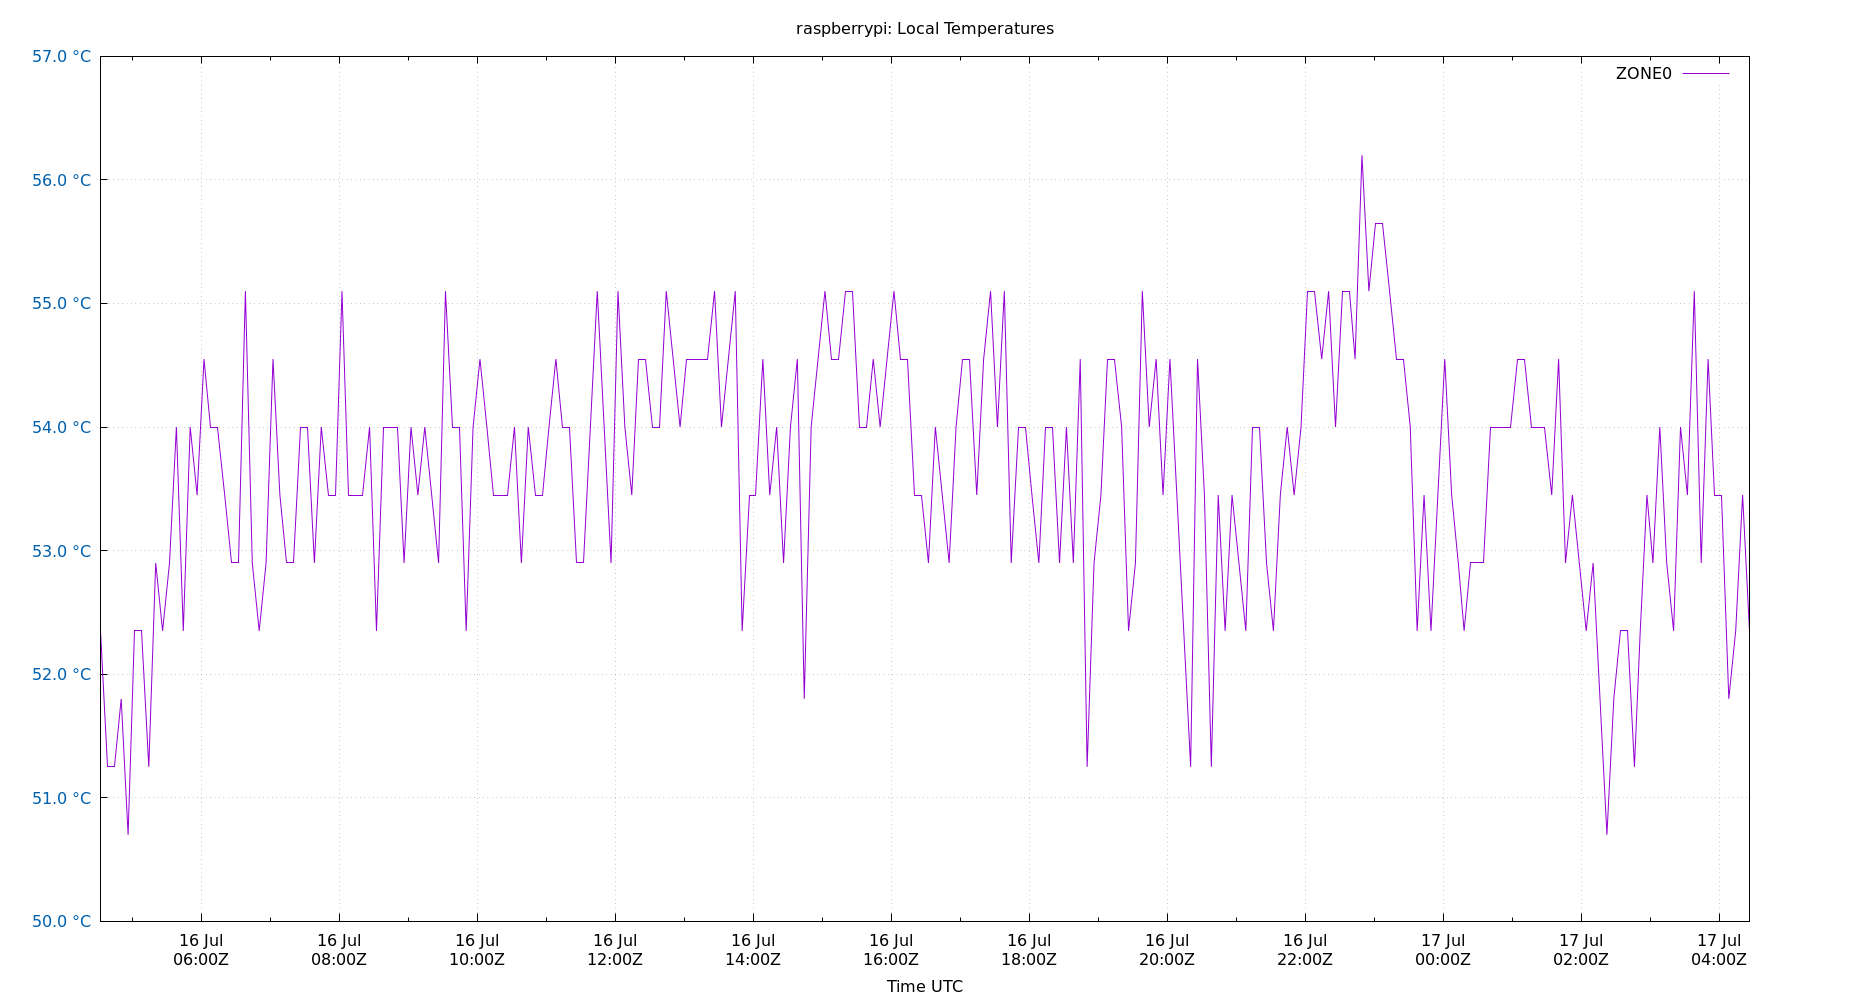 raspberrypi: Local Temperatures
57.0 °C
ZONE0
56.0 °C
55.0 °C
54.0 °C
53.0 °C
52.0 °C
51.0 °C
50.0 °C
16 Jul 16 Jul 16 Jul 16 Jul 16 Jul 16 Jul 16 Jul 16 Jul 16 Jul 17 Jul 17 Jul 17 Jul
06:00Z 08:00Z 10:00Z 12:00Z 14:00Z 16:00Z 18:00Z 20:00Z 22:00Z 00:00Z 02:00Z 04:00Z
Time UTC